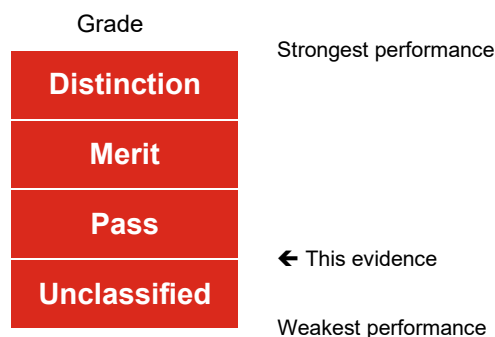 Grade
Strongest performance
Distinction
Merit
Pass
← This evidence
Unclassified
Weakest performance